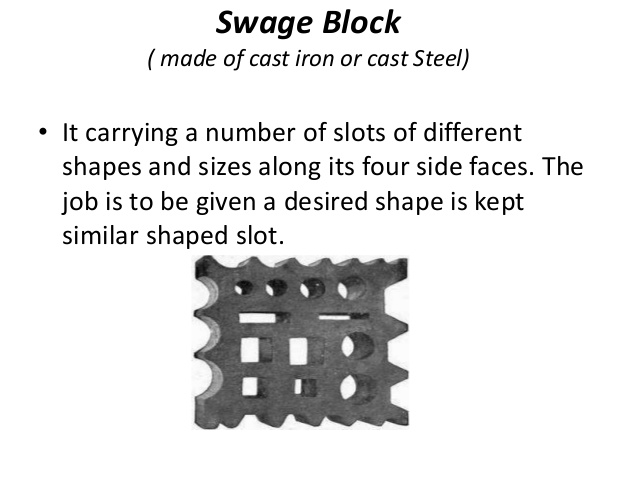 Swage Block
( made of cast iron or cast Steel)
• It carrying a number of slots of different
shapes and sizes along its four side faces. The
job is to be given a desired shape is kept
similar shaped slot.